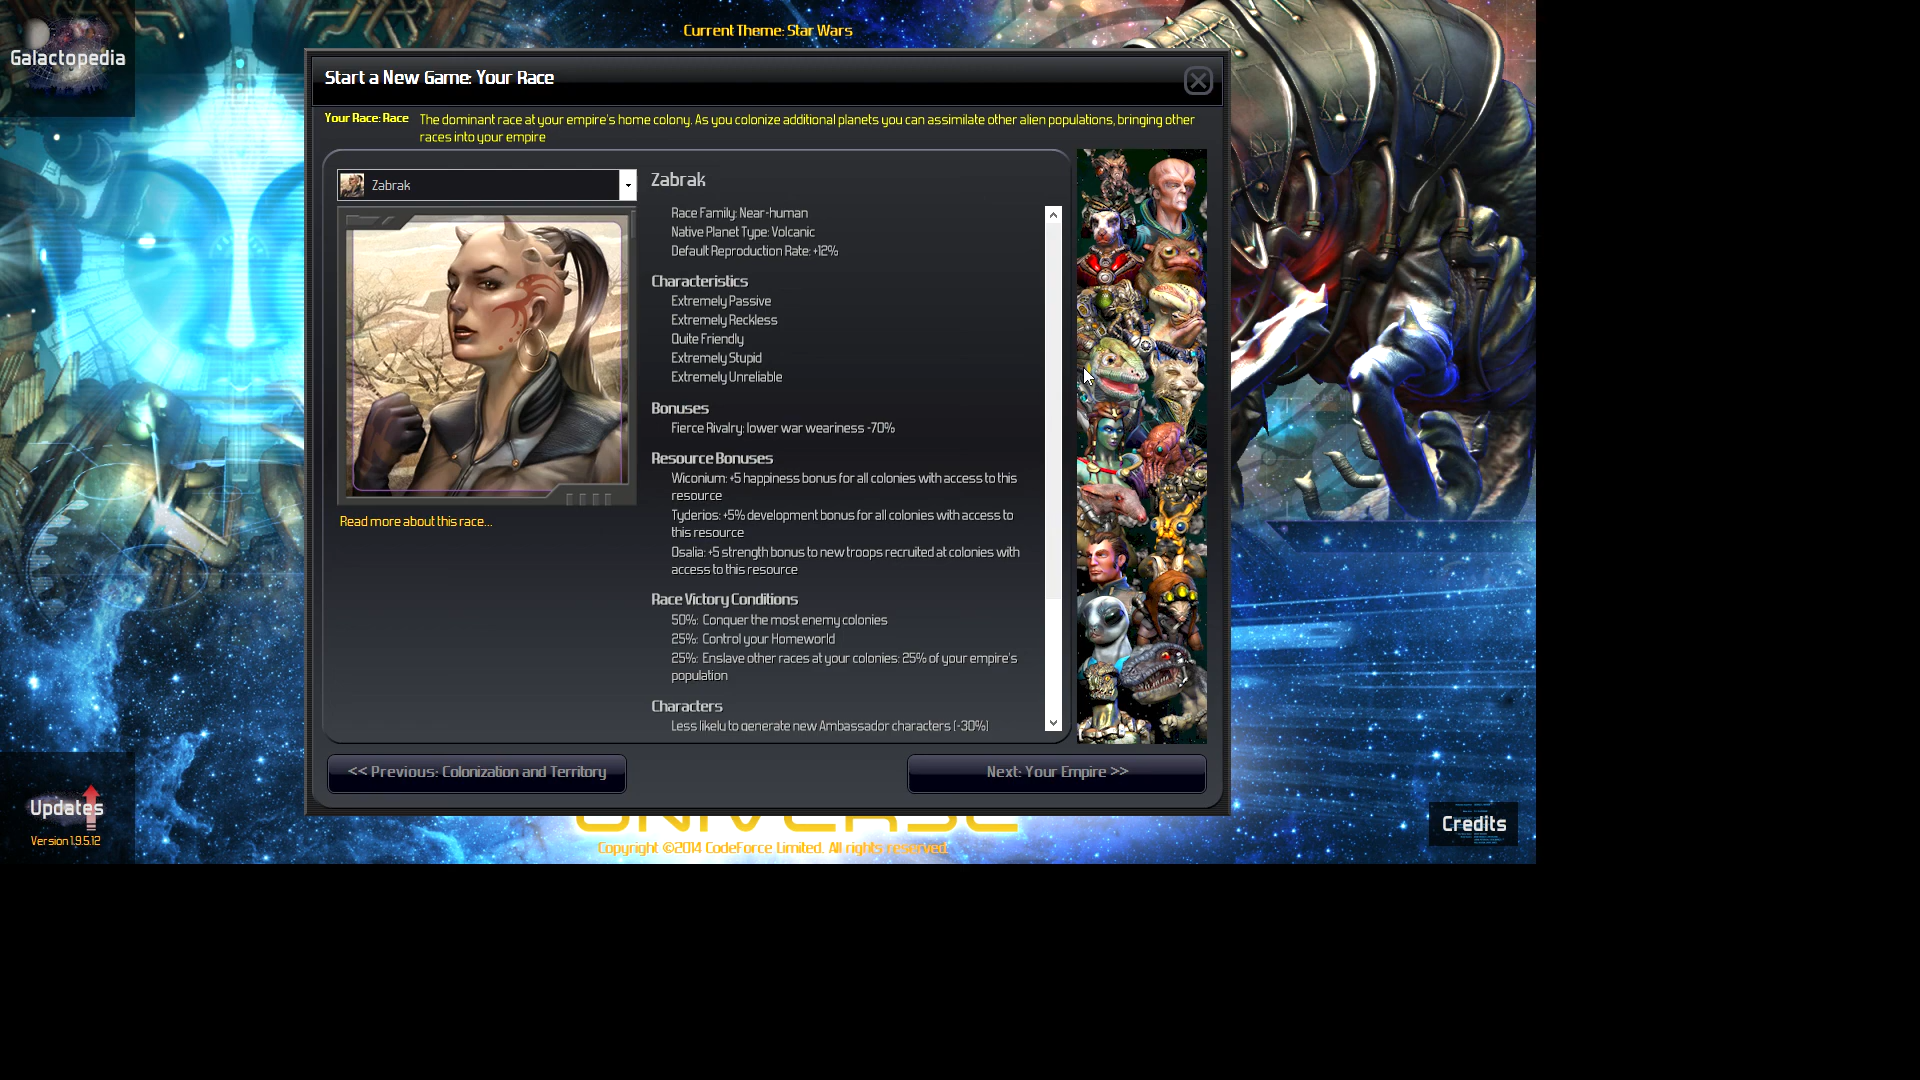 Galactopedia
Current Theme: Star Wars
Start a New Game: Your Race
Your Race: Race
The dominant race at your empire's home colony. As you colonize additional planets you can assimilate other alien populations, bringing other
races into your empire
Zabrak
Zabrak
Race Family: Near-human
Native Planet Type: Volcanic
Default Reproduction Rate: +12%
Characteristics
Extremely Passive
Extremely Reckless
Quite Friendly
Extremely Stupid
Extremely Unreliable
Bonuses
Fierce Rivalry: lower war weariness -70%
Resource Bonuses
Wiconium: +5 happiness bonus for all colonies with access to this
resource
Tyderios: +5% development bonus for all colonies with access to
this resource
Osalia: +5 strength bonus to new troops recruited at colonies with
access to this resource
Race Victory Conditions
50%: Conquer the most enemy colonies
25%: Control your Homeworld
25%: Enslave other races at your colonies: 25% of your empire's
population
Characters
Less likely to generate new Ambassador characters (-30%)
Read more about this race...
<< Previous: Colonization and Territory
Next: Your Empire >>
Updates
Version 1.9.5.12
UNIVERSE
Copyright ©2014 CodeForce Limited. All rights reserved.
Credits